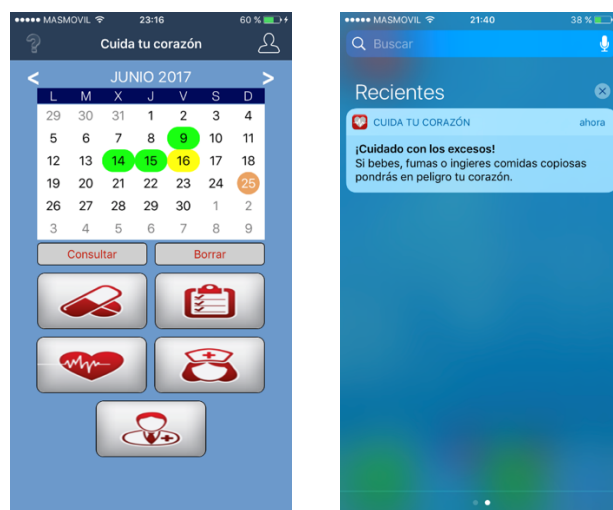 MASMOVIL 23:16 60 %
?
Cuida tu corazón
< JUNIO 2017 >
L M X J V S D
29 30 31 1 2 3 4
5 6 7 8 9 10 11
12 13 14 15 16 17 18
19 20 21 22 23 24 25
26 27 28 29 30 1 2
3 4 5 6 7 8 9
Consultar Borrar
MASMOVIL 21:40 38 %
Buscar
Recientes
CUIDA TU CORAZÓN ahora
¡Cuidado con los excesos!
Si bebes, fumas o ingieres comidas copiosas
pondrás en peligro tu corazón.